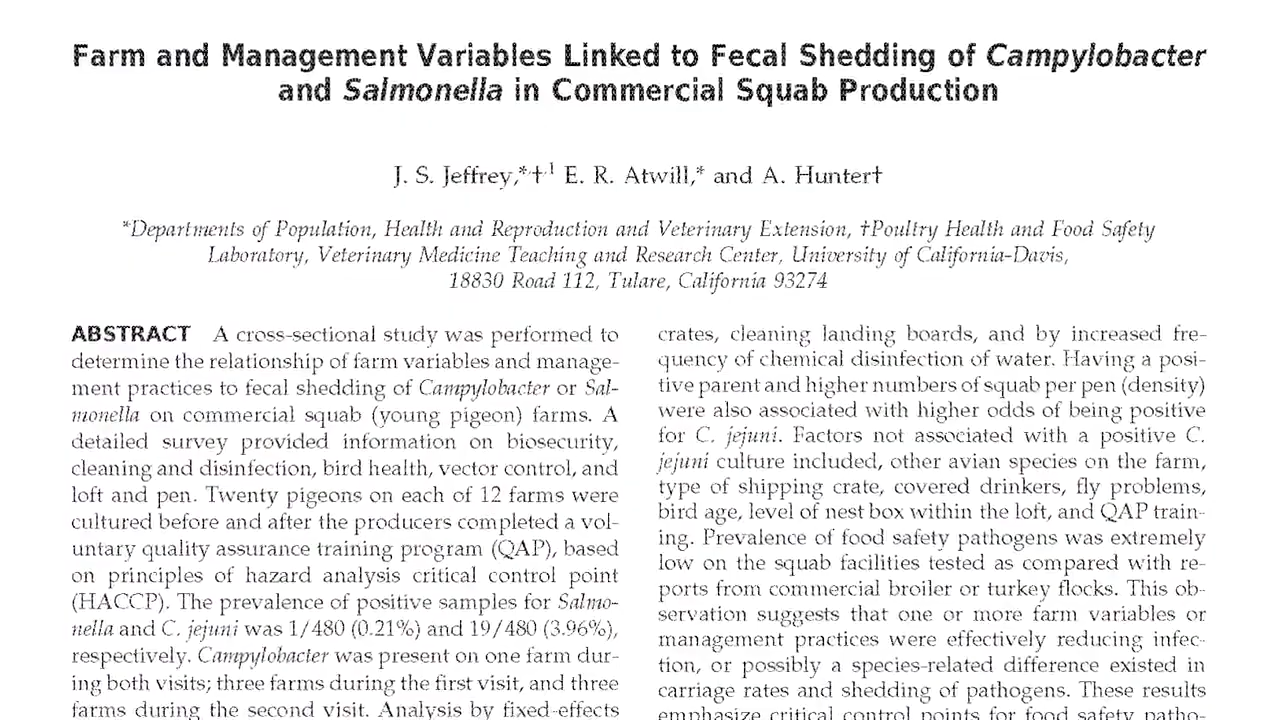 Farm and Management Variables Linked to Fecal Shedding of Campylobacter
and Salmonella in Commercial Squab Production
J. S. Jeffrey,*†¹ E. R. Atwill,* and A. Hunter†
*Departments of Population, Health and Reproduction and Veterinary Extension, †Poultry Health and Food Safety
Laboratory, Veterinary Medicine Teaching and Research Center, University of California-Davis,
18830 Road 112, Tulare, California 93274
ABSTRACT A cross-sectional study was performed to
determine the relationship of farm variables and manage-
ment practices to fecal shedding of Campylobacter or Sal-
monella on commercial squab (young pigeon) farms. A
detailed survey provided information on biosecurity,
cleaning and disinfection, bird health, vector control, and
loft and pen. Twenty pigeons on each of 12 farms were
cultured before and after the producers completed a vol-
untary quality assurance training program (QAP), based
on principles of hazard analysis critical control point
(HACCP). The prevalence of positive samples for Salmo-
nella and C. jejuni was 1/480 (0.21%) and 19/480 (3.96%),
respectively. Campylobacter was present on one farm dur-
ing both visits; three farms during the first visit, and three
farms during the second visit. Analysis by fixed-effects
crates, cleaning landing boards, and by increased fre-
quency of chemical disinfection of water. Having a posi-
tive parent and higher numbers of squab per pen (density)
were also associated with higher odds of being positive
for C. jejuni. Factors not associated with a positive C.
jejuni culture included, other avian species on the farm,
type of shipping crate, covered drinkers, fly problems,
bird age, level of nest box within the loft, and QAP train-
ing. Prevalence of food safety pathogens was extremely
low on the squab facilities tested as compared with re-
ports from commercial broiler or turkey flocks. This ob-
servation suggests that one or more farm variables or
management practices were effectively reducing infec-
tion, or possibly a species-related difference existed in
carriage rates and shedding of pathogens. These results
emphasize critical control points for food safety patho-